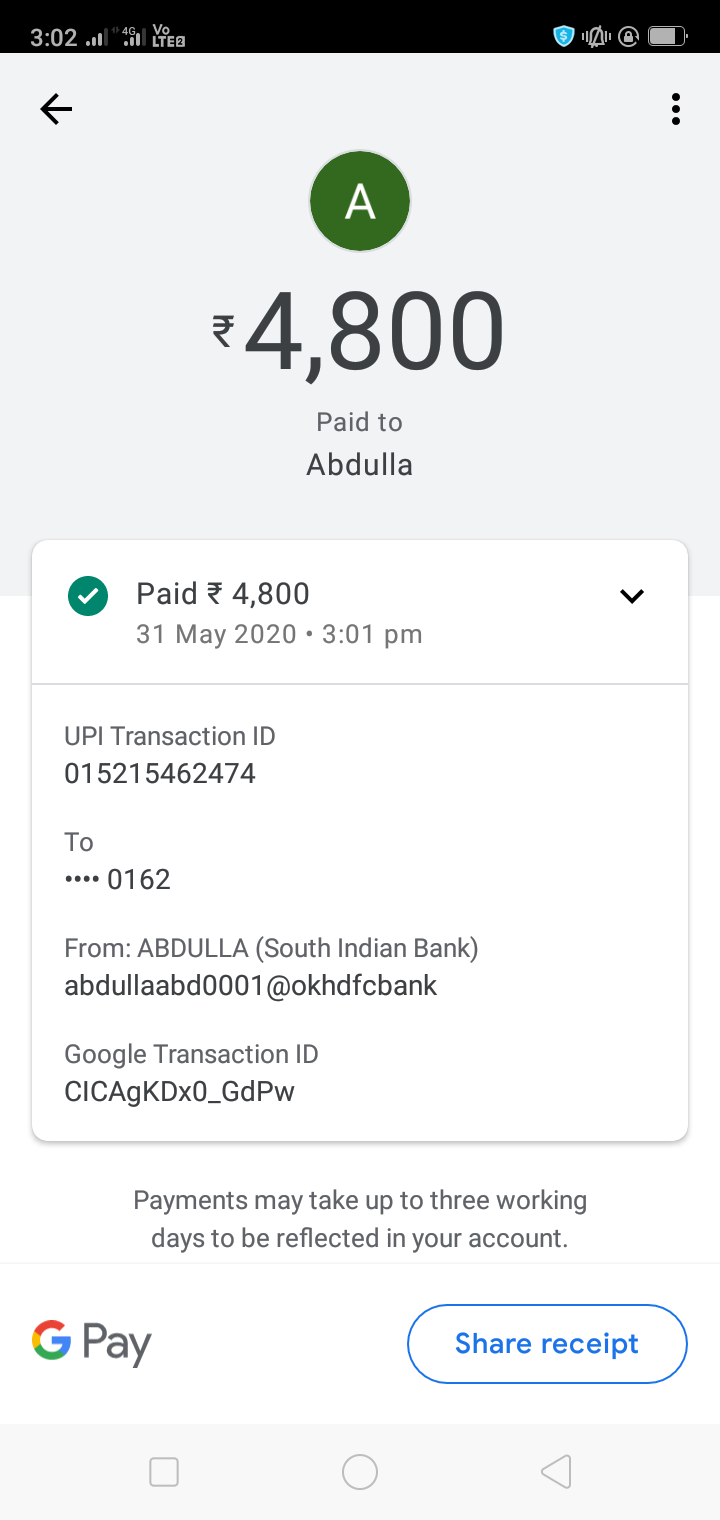 3:02 4G Vo LTE2
A
₹4,800
Paid to
Abdulla
Paid ₹ 4,800
31 May 2020 • 3:01 pm
UPI Transaction ID
015215462474
To
•••• 0162
From: ABDULLA (South Indian Bank)
abdullaabd0001@okhdfcbank
Google Transaction ID
CICAgKDx0_GdPw
Payments may take up to three working
days to be reflected in your account.
G Pay
Share receipt